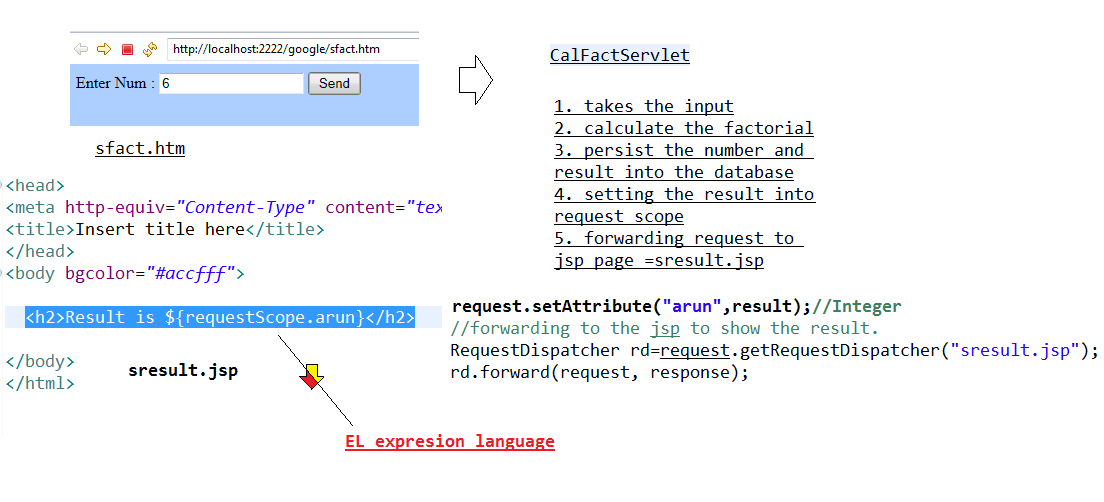 http://localhost:2222/google/sfact.htm
Enter Num : 6 Send
sfact.htm
<head>
<meta http-equiv="Content-Type" content="tex
<title>Insert title here</title>
</head>
<body bgcolor="#accfff">
<h2>Result is ${requestScope.arun}</h2>
</body>
</html>
sresult.jsp
EL expresion language
CalFactServlet
1. takes the input
2. calculate the factorial
3. persist the number and
result into the database
4. setting the result into
request scope
5. forwarding request to
jsp page =sresult.jsp
request.setAttribute("arun",result);//Integer
//forwarding to the jsp to show the result.
RequestDispatcher rd=request.getRequestDispatcher("sresult.jsp");
rd.forward(request, response);